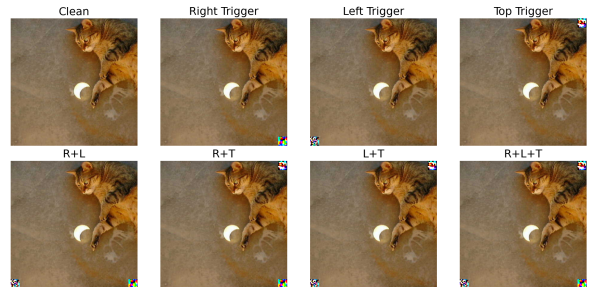 Clean
Right Trigger
Left Trigger
Top Trigger
R+L
R+T
L+T
R+L+T